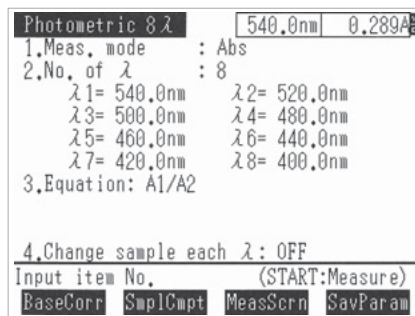 Photometric 8λ 540.0nm 0.289A
1.Meas. mode : Abs
2.No. of λ : 8
λ1= 540.0nm λ2= 520.0nm
λ3= 500.0nm λ4= 480.0nm
λ5= 460.0nm λ6= 440.0nm
λ7= 420.0nm λ8= 400.0nm
3.Equation: A1/A2
4.Change sample each λ: OFF
Input item No. (START:Measure)
BaseCorr SmplCmpt MeasScrn SavParam